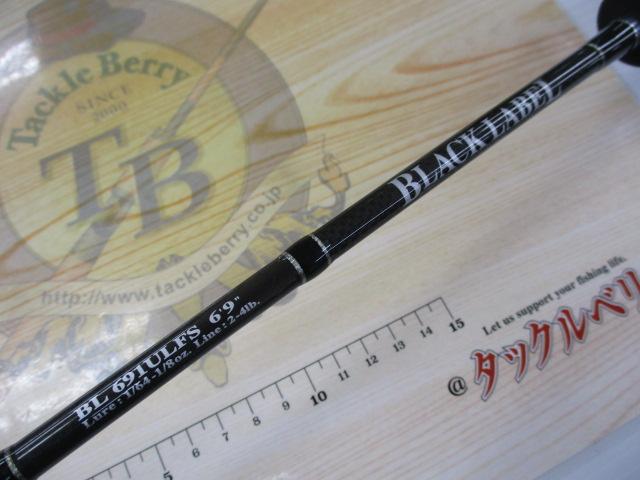 Tackle Berry
SINCE
2000
TB
http://www.tackleberry.co.jp
BLACK LABEL
BL 691ULFS 6'9"
Lure : 1/64-1/8oz. Line : 2-4lb.
5 6 7 8 9 10 11 12 13 14 15
Let us support your fishing life.
@タックルベリ